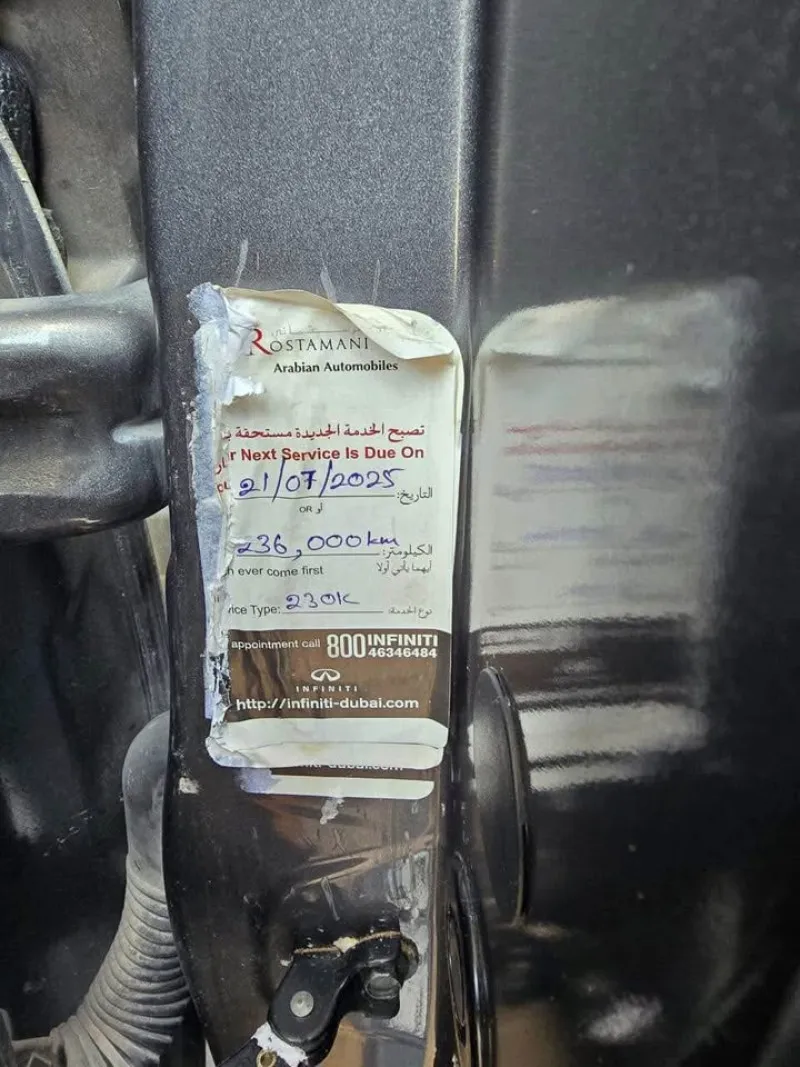 ROSTAMANI
Arabian Automobiles
تصبح الخدمة الجديدة مستحقة
r Next Service Is Due On
21/07/2025 التاريخ:
OR أو
236,000km الكيلومتر:
h ever come first أيهما يأتي أولا
vice Type: 230K نوع الخدمة:
appointment call 800 INFINITI
46346484
INFINITI
http://infiniti-dubai.com